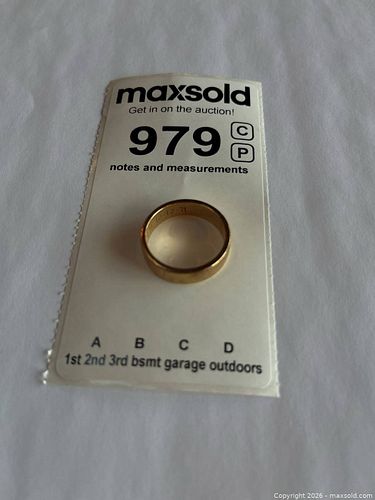 maxsold
Get in on the auction!
979 C
P
notes and measurements
A B C D
1st 2nd 3rd bsmt garage outdoors
Copyright 2026 - maxsold.com